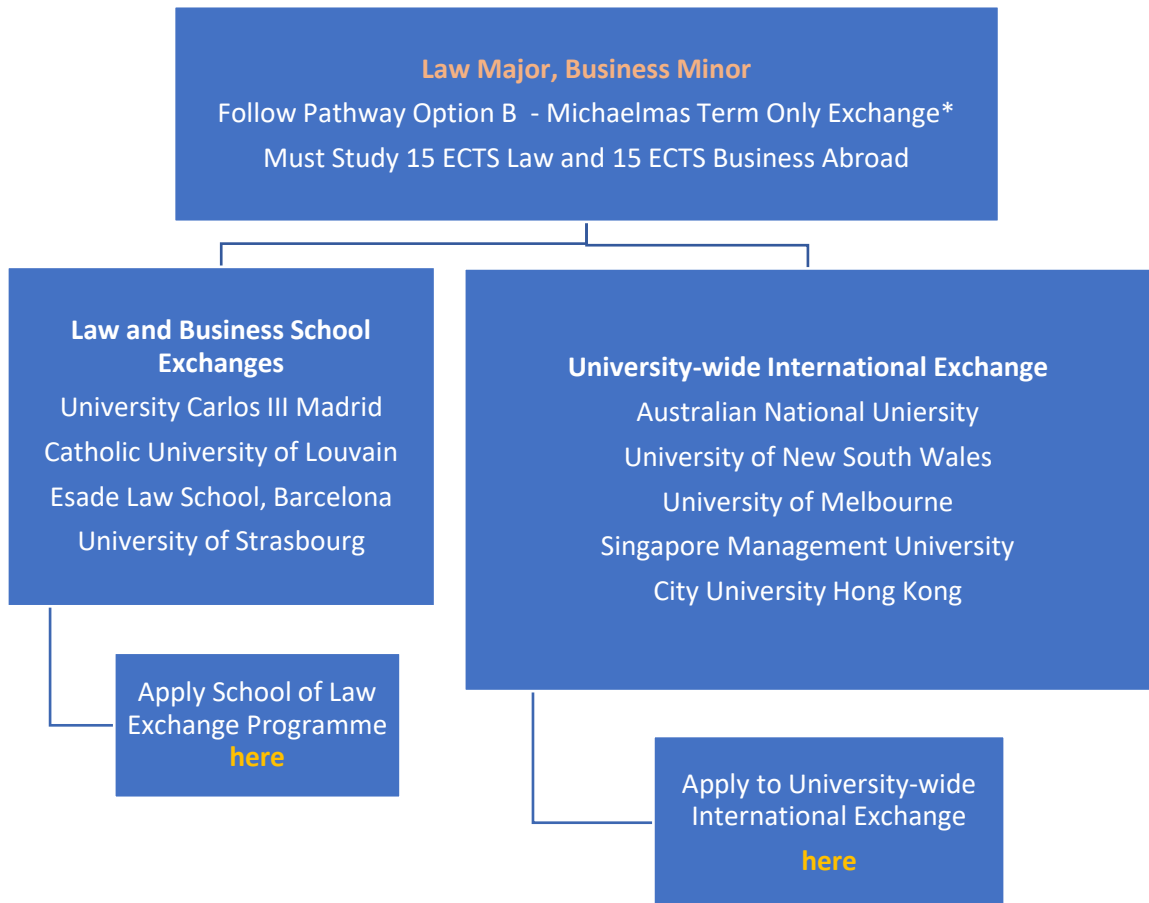 Law Major, Business Minor
Follow Pathway Option B - Michaelmas Term Only Exchange*
Must Study 15 ECTS Law and 15 ECTS Business Abroad
Law and Business School
Exchanges
University Carlos III Madrid
Catholic University of Louvain
Esade Law School, Barcelona
University of Strasbourg
Apply School of Law
Exchange Programme
here
University-wide International Exchange
Australian National Uniersity
University of New South Wales
University of Melbourne
Singapore Management University
City University Hong Kong
Apply to University-wide
International Exchange
here